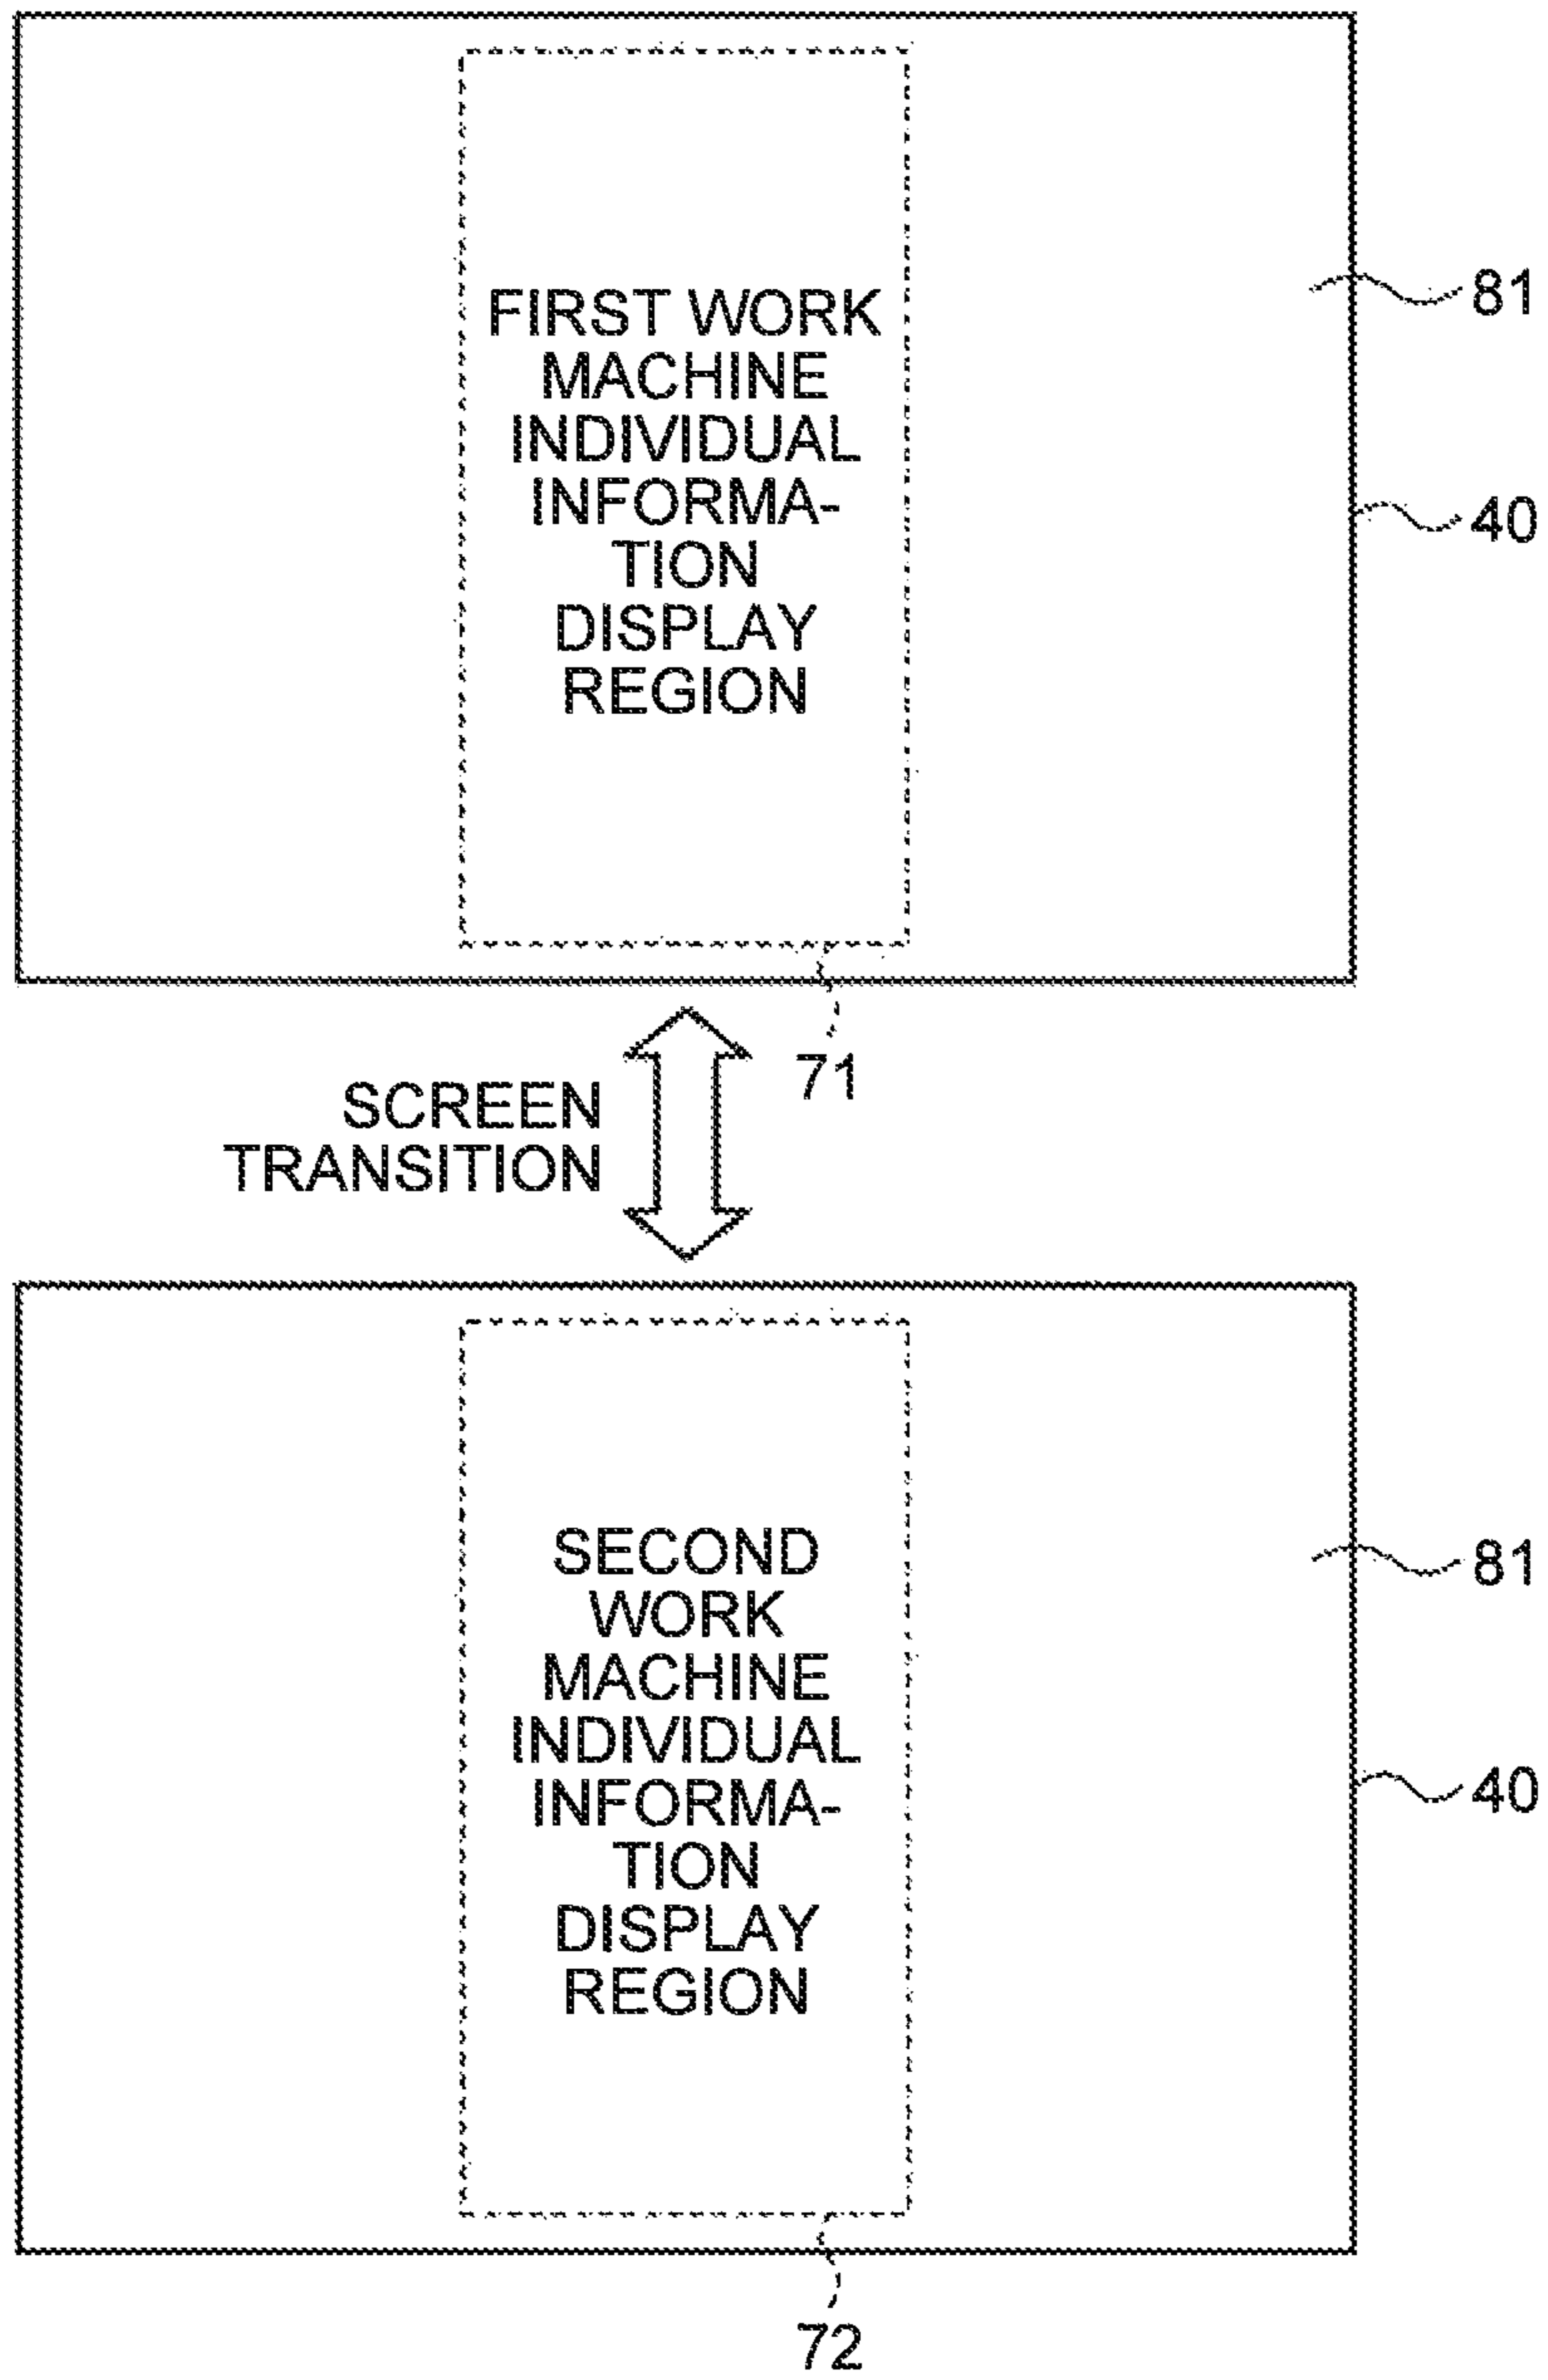 FIRST WORK
MACHINE
INDIVIDUAL
INFORMA-
TION
DISPLAY
REGION
81
40
71
SCREEN
TRANSITION
SECOND
WORK
MACHINE
INDIVIDUAL
INFORMA-
TION
DISPLAY
REGION
81
40
72